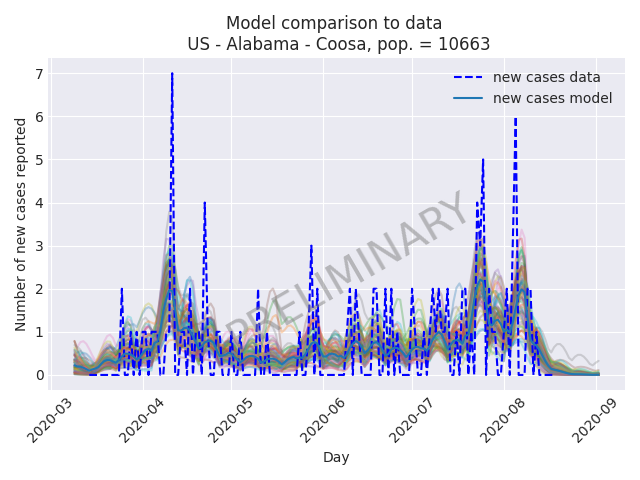 Model comparison to data
US - Alabama - Coosa, pop. = 10663
new cases data
new cases model
PRELIMINARY
Number of new cases reported
7
6
5
4
3
2
1
0
2020-03
2020-04
2020-05
2020-06
2020-07
2020-08
2020-09
Day